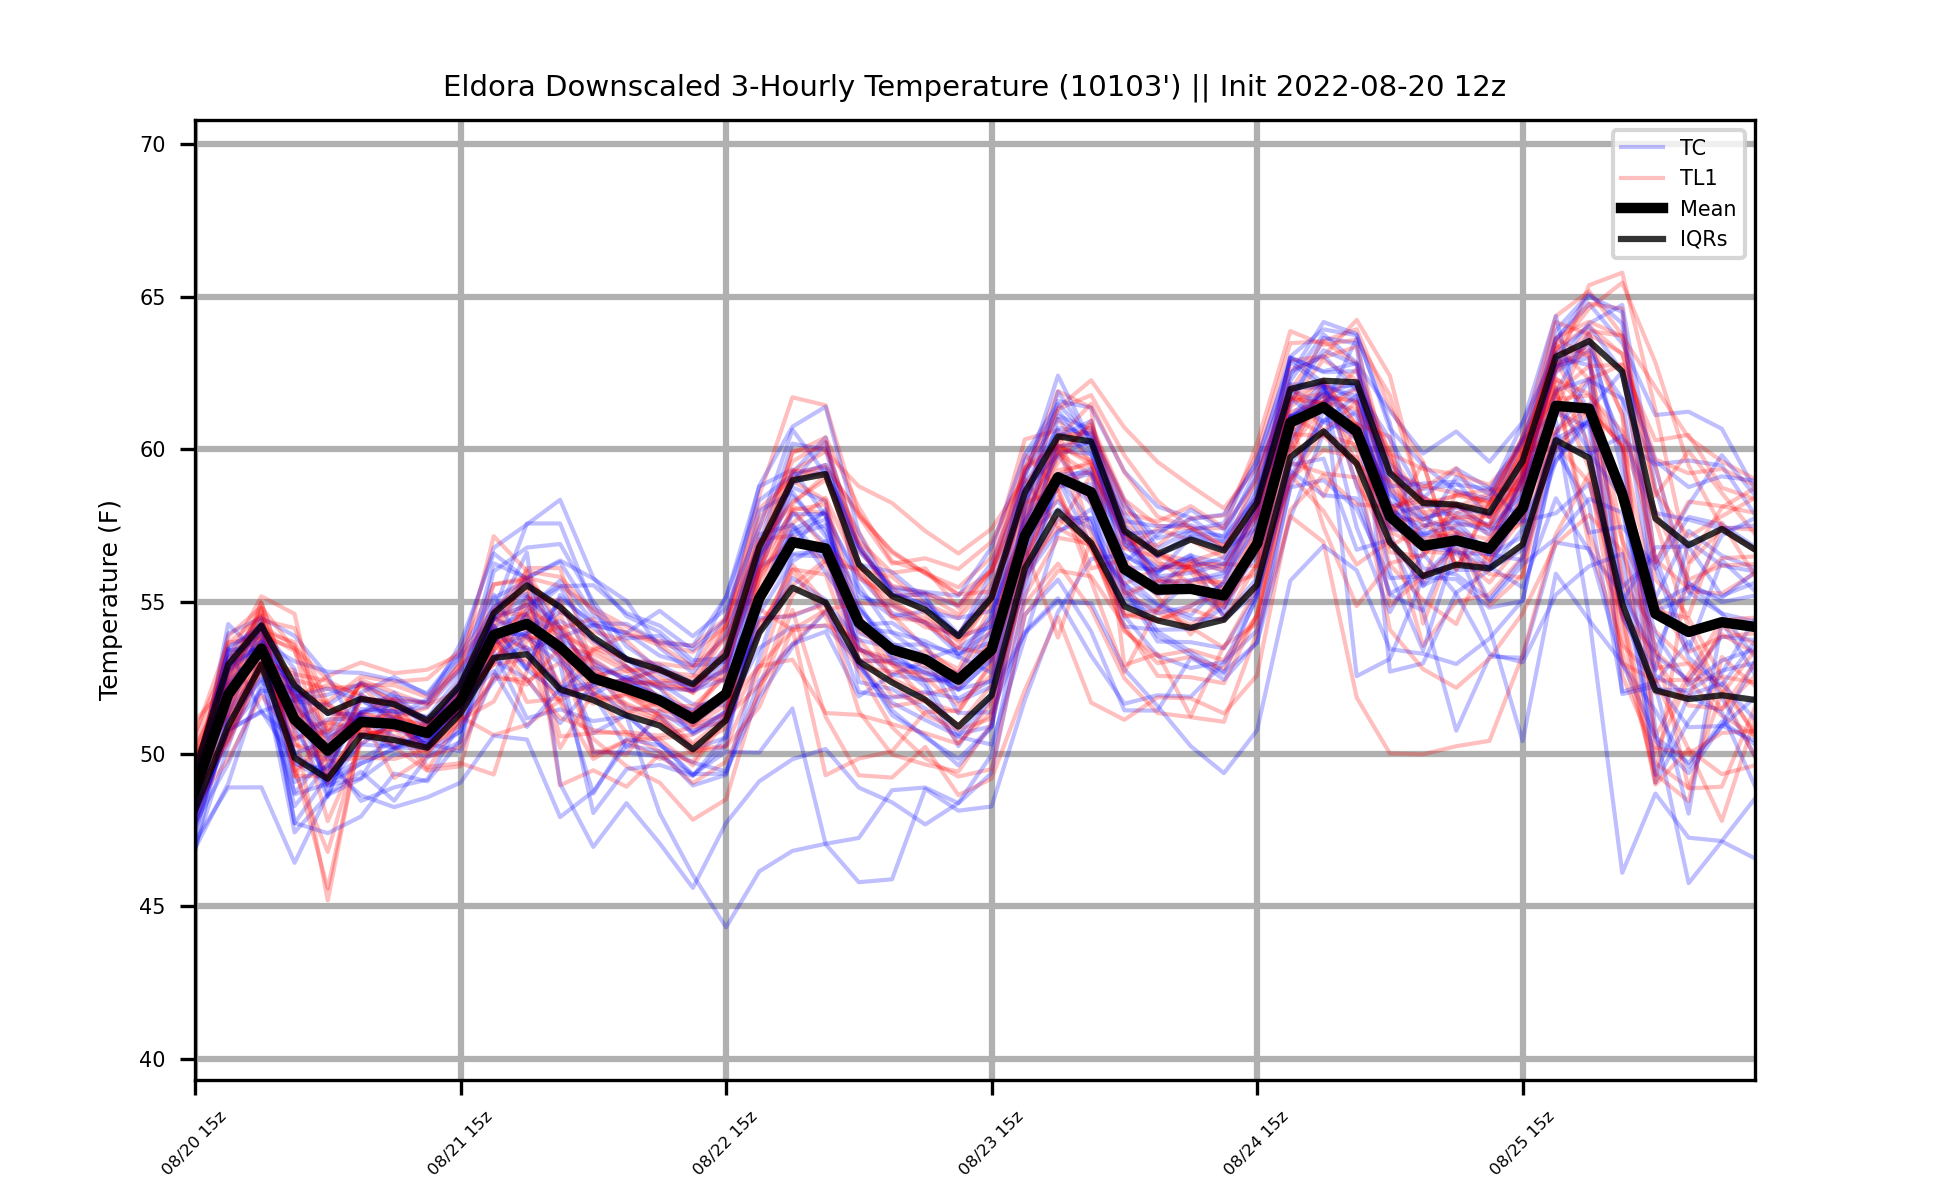 Eldora Downscaled 3-Hourly Temperature (10103') || Init 2022-08-20 12z
TC
TL1
Mean
IQRs
Temperature (F)
70
65
60
55
50
45
40
08/20 15z
08/21 15z
08/22 15z
08/23 15z
08/24 15z
08/25 15z